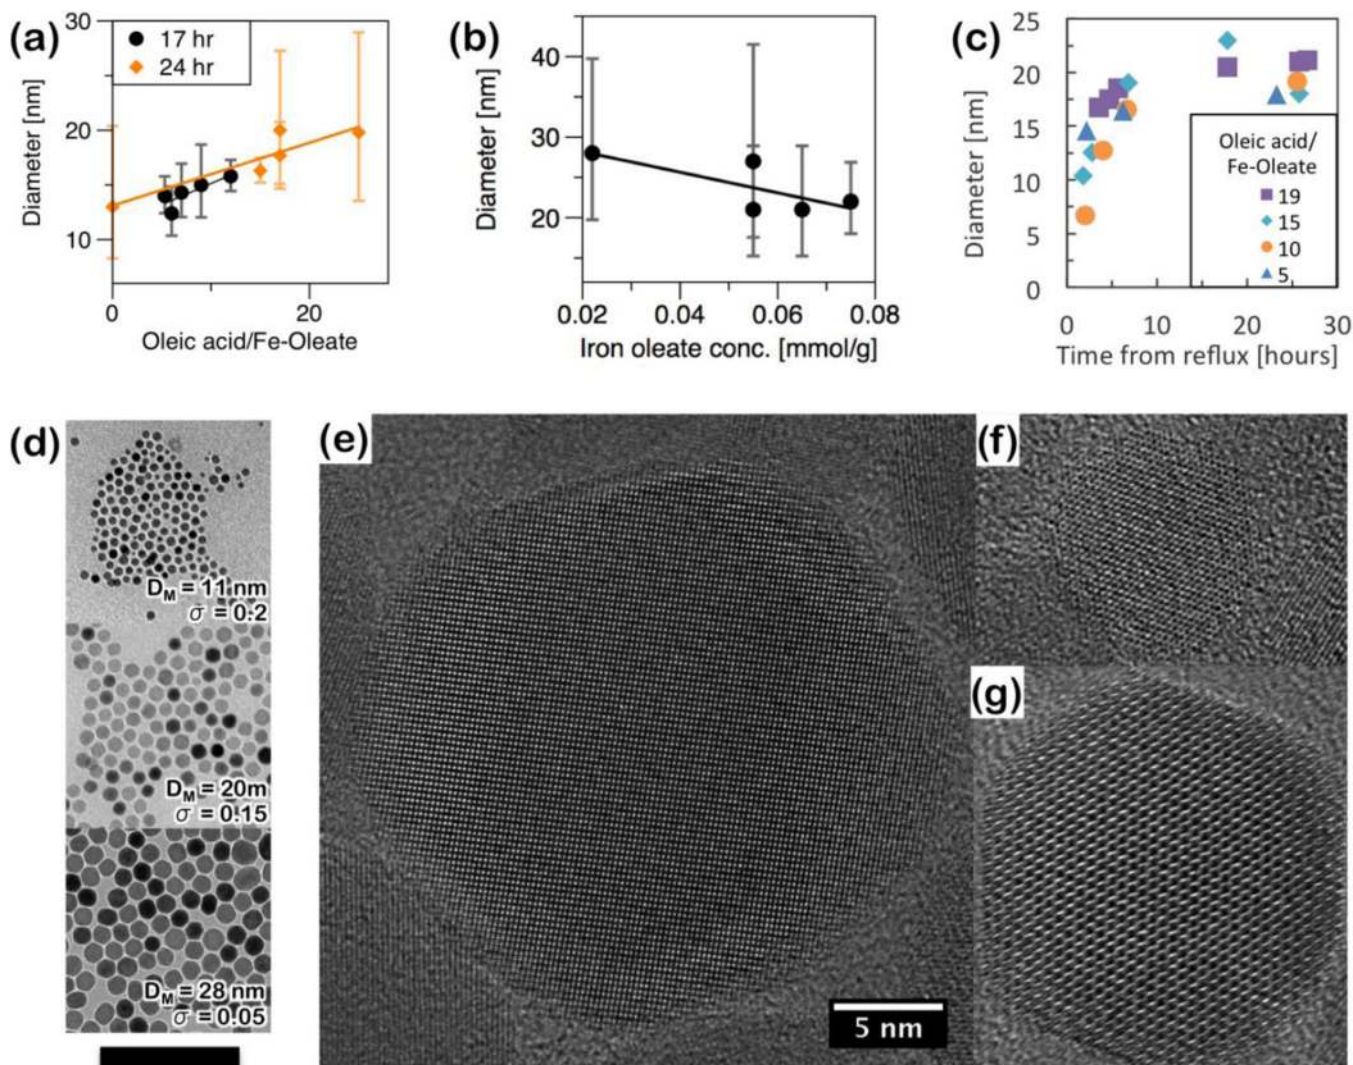 (a)
30
20
10
Diameter [nm]
17 hr
24 hr
0
20
Oleic acid/Fe-Oleate
(b)
40
30
20
Diameter [nm]
0.02
0.04
0.06
0.08
Iron oleate conc. [mmol/g]
(c)
25
20
15
10
5
0
Diameter [nm]
Oleic acid/
Fe-Oleate
19
15
10
5
0
10
20
30
Time from reflux [hours]
(d)
D_M = 11 nm
σ = 0.2
D_M = 20m
σ = 0.15
D_M = 28 nm
σ = 0.05
(e)
5 nm
(f)
(g)